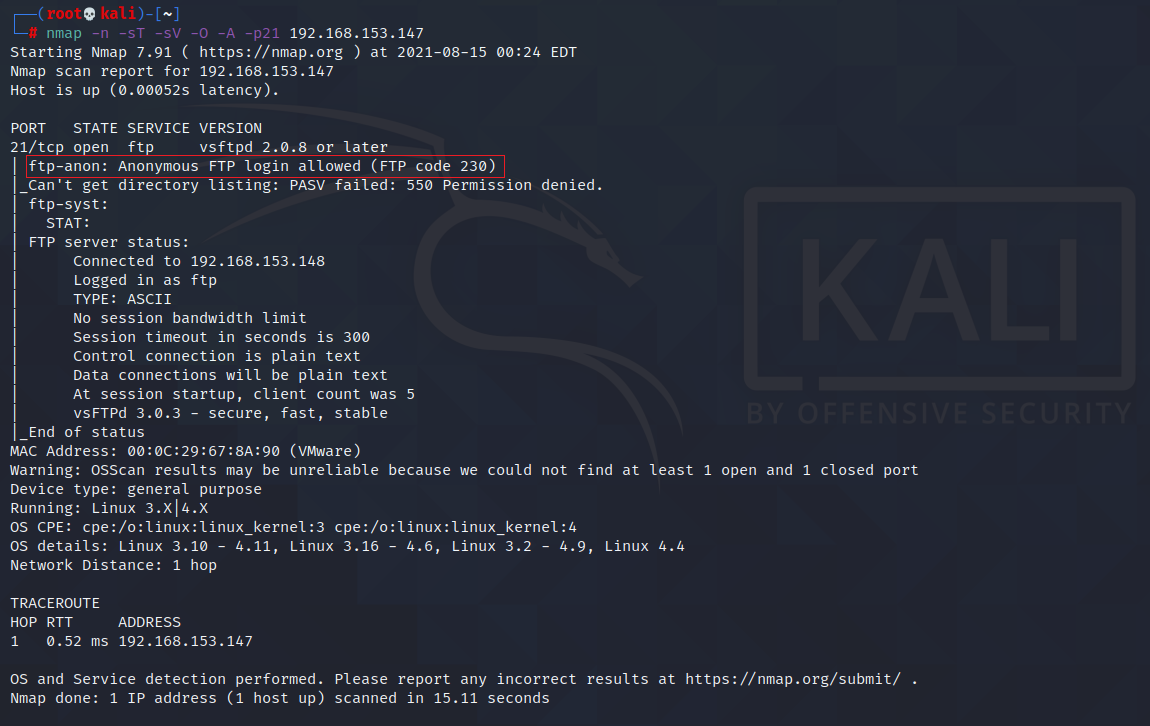 ┌──(root💀kali)-[~]
└─# nmap -n -sT -sV -O -A -p21 192.168.153.147
Starting Nmap 7.91 ( https://nmap.org ) at 2021-08-15 00:24 EDT
Nmap scan report for 192.168.153.147
Host is up (0.00052s latency).

PORT   STATE SERVICE VERSION
21/tcp open  ftp     vsftpd 2.0.8 or later
| ftp-anon: Anonymous FTP login allowed (FTP code 230)
|_Can't get directory listing: PASV failed: 550 Permission denied.
| ftp-syst:
|   STAT:
| FTP server status:
|      Connected to 192.168.153.148
|      Logged in as ftp
|      TYPE: ASCII
|      No session bandwidth limit
|      Session timeout in seconds is 300
|      Control connection is plain text
|      Data connections will be plain text
|      At session startup, client count was 5
|      vsFTPd 3.0.3 - secure, fast, stable
|_End of status
MAC Address: 00:0C:29:67:8A:90 (VMware)
Warning: OSScan results may be unreliable because we could not find at least 1 open and 1 closed port
Device type: general purpose
Running: Linux 3.X|4.X
OS CPE: cpe:/o:linux:linux_kernel:3 cpe:/o:linux:linux_kernel:4
OS details: Linux 3.10 - 4.11, Linux 3.16 - 4.6, Linux 3.2 - 4.9, Linux 4.4
Network Distance: 1 hop

TRACEROUTE
HOP RTT     ADDRESS
1   0.52 ms 192.168.153.147

OS and Service detection performed. Please report any incorrect results at https://nmap.org/submit/ .
Nmap done: 1 IP address (1 host up) scanned in 15.11 seconds
KALI
BY OFFENSIVE SECURITY